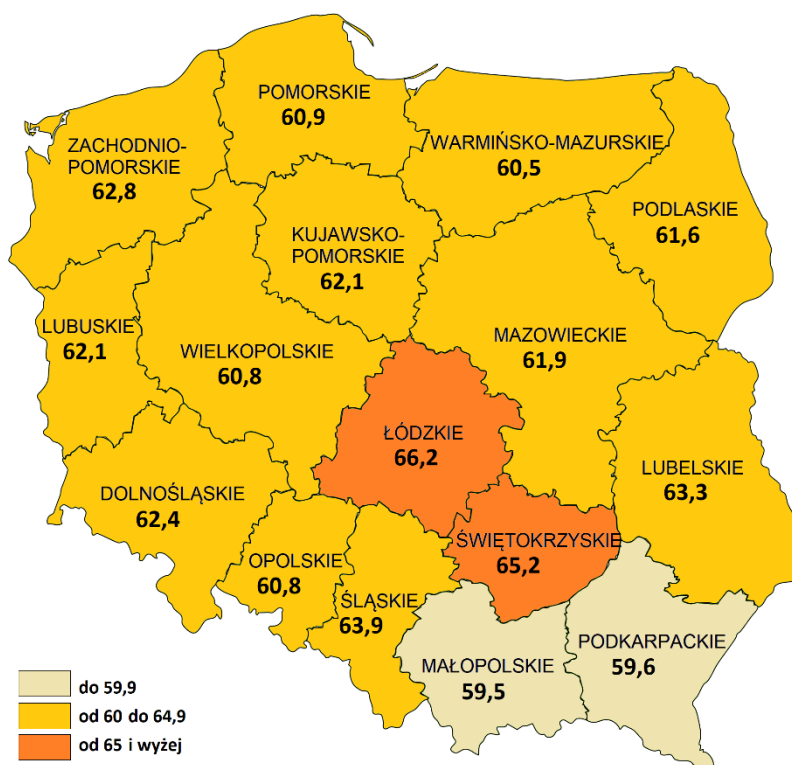 POMORSKIE
60,9
ZACHODNIO-
POMORSKIE
62,8
WARMIŃSKO-MAZURSKIE
60,5
PODLASKIE
61,6
KUJAWSKO-
POMORSKIE
62,1
LUBUSKIE
62,1
WIELKOPOLSKIE
60,8
MAZOWIECKIE
61,9
ŁÓDZKIE
66,2
LUBELSKIE
63,3
DOLNOŚLĄSKIE
62,4
ŚWIĘTOKRZYSKIE
65,2
OPOLSKIE
60,8
ŚLĄSKIE
63,9
MAŁOPOLSKIE
59,5
PODKARPACKIE
59,6
do 59,9
od 60 do 64,9
od 65 i wyżej